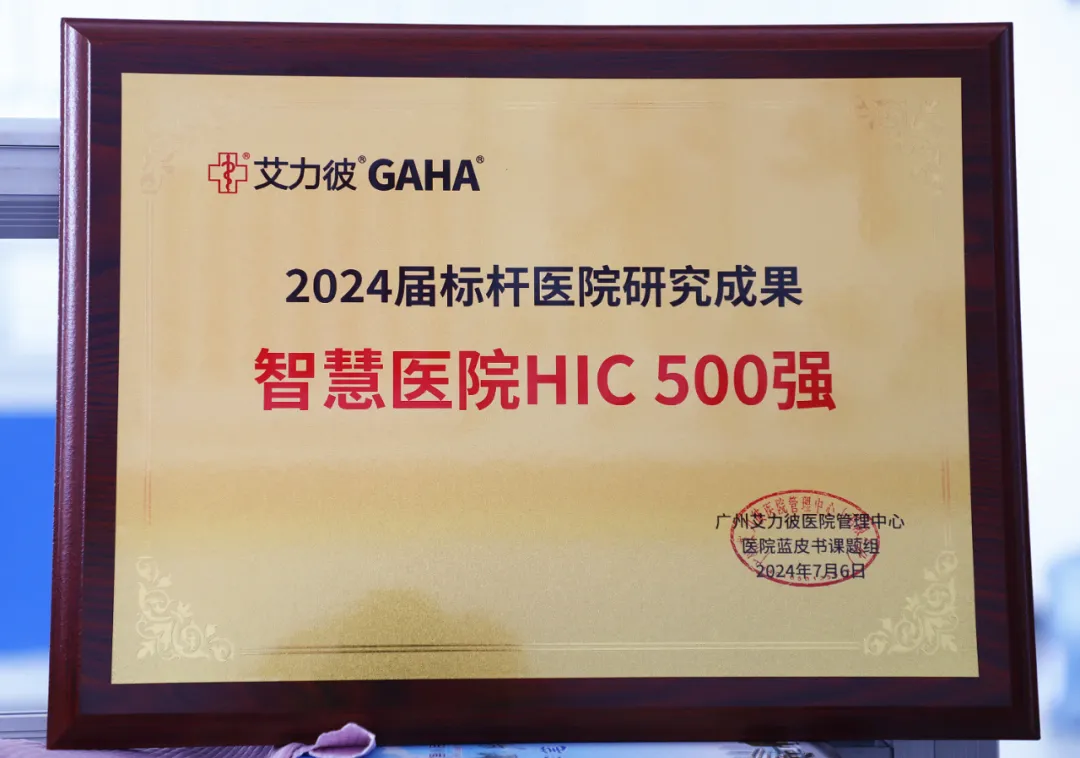 艾力彼® GAHA®
2024届标杆医院研究成果
智慧医院HIC 500强
广州艾力彼医院管理中心
医院蓝皮书课题组
2024年7月6日